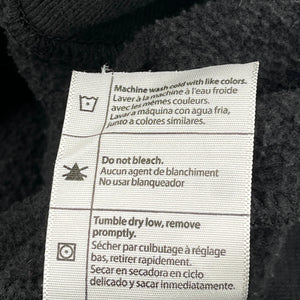 Machine wash cold with like colors.
Laver à la machine à l'eau froide
avec les mêmes couleurs.
Lavar a máquina con agua fria,
junto a colores similares.
Do not bleach.
Aucun agent de blanchiment
No usar blanqueador
Tumble dry low, remove
promptly.
Sécher par culbutage à réglage
bas, retirer rapidement.
Secar en secadora en ciclo
delicado y sacar inmediatamente.